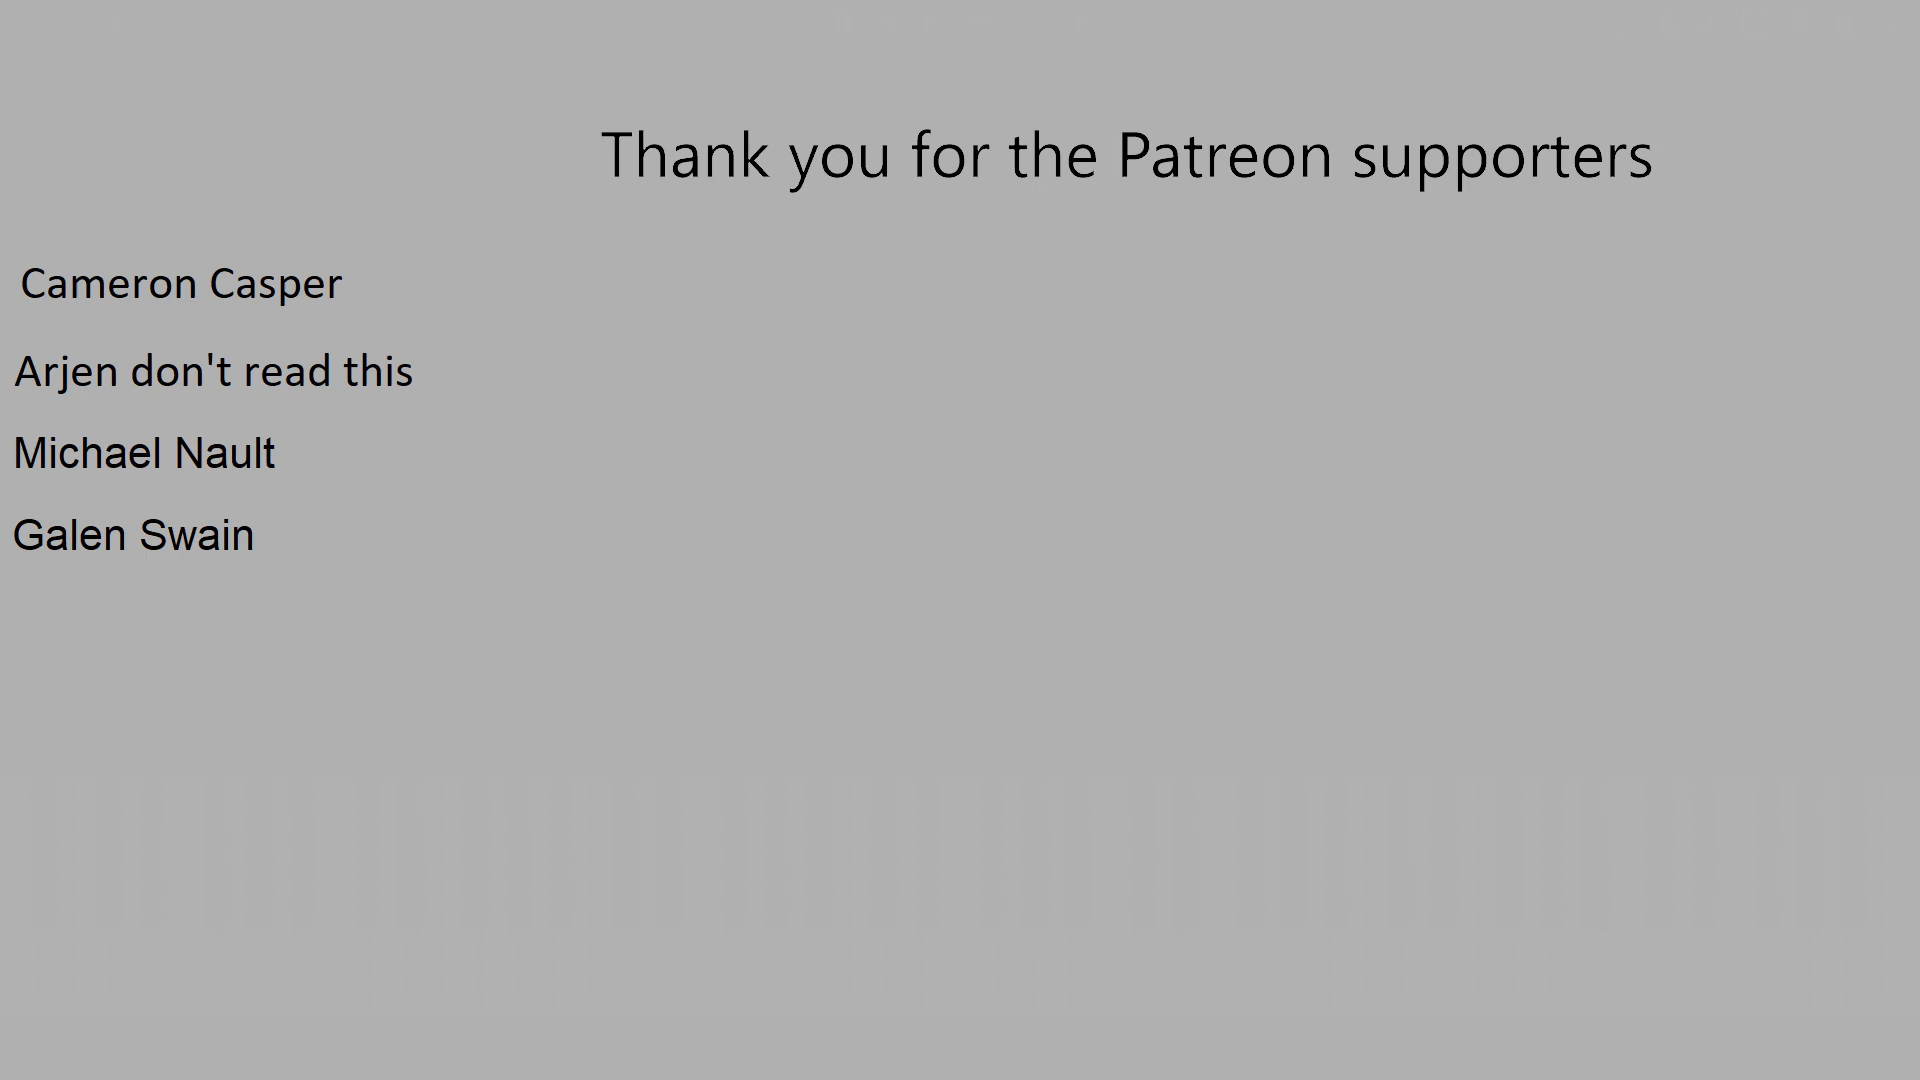 Thank you for the Patreon supporters
Cameron Casper
Arjen don't read this
Michael Nault
Galen Swain